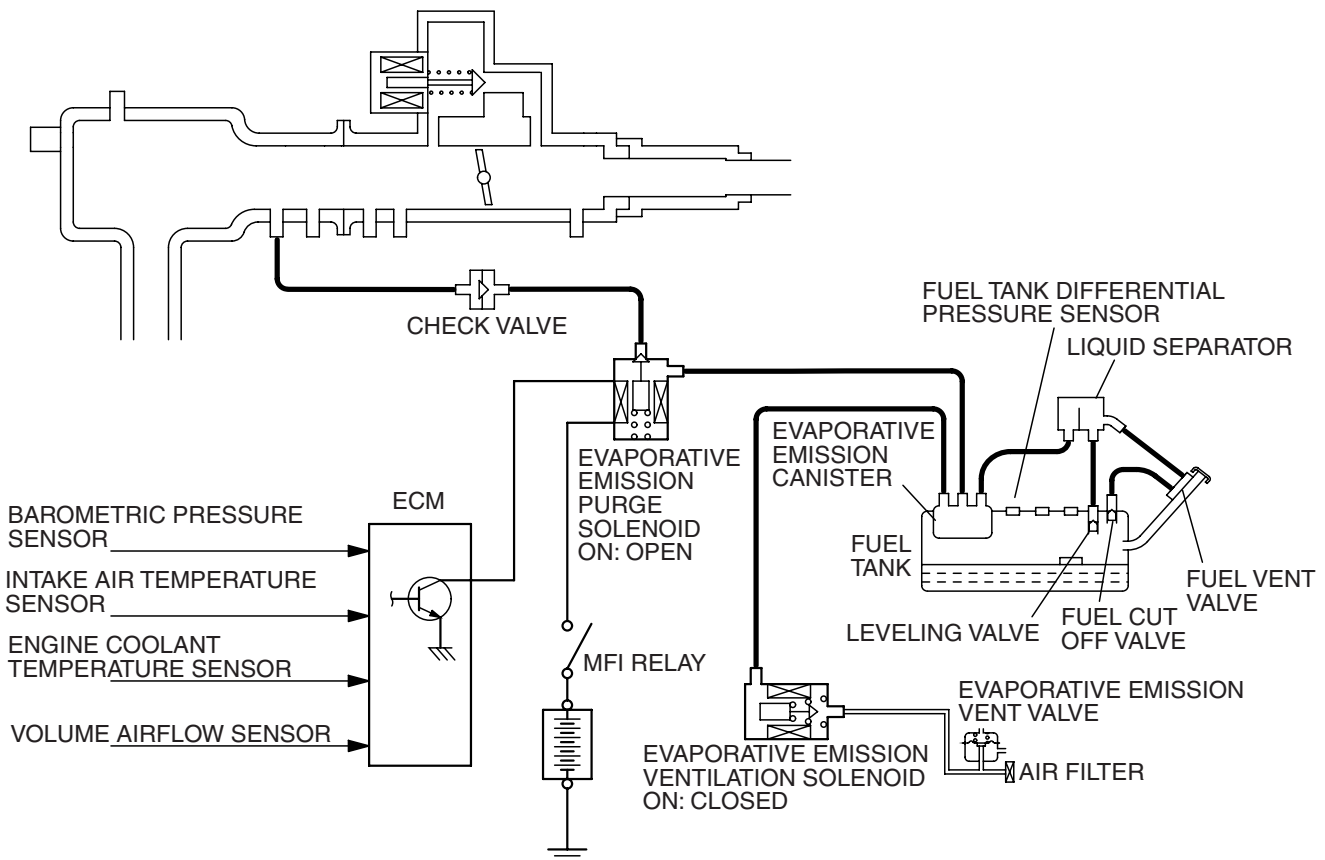 FUEL TANK DIFFERENTIAL
PRESSURE SENSOR
LIQUID SEPARATOR
CHECK VALVE
EVAPORATIVE
EMISSION
CANISTER
EVAPORATIVE
EMISSION
PURGE
SOLENOID
ON: OPEN
ECM
BAROMETRIC PRESSURE
SENSOR
INTAKE AIR TEMPERATURE
SENSOR
ENGINE COOLANT
TEMPERATURE SENSOR
VOLUME AIRFLOW SENSOR
FUEL
TANK
FUEL VENT
VALVE
LEVELING VALVE
FUEL CUT
OFF VALVE
MFI RELAY
EVAPORATIVE EMISSION
VENT VALVE
EVAPORATIVE EMISSION
VENTILATION SOLENOID
ON: CLOSED
AIR FILTER